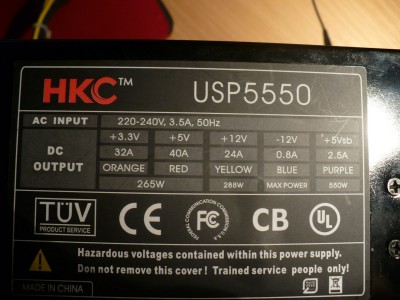 HKC™ USP5550
AC INPUT 220-240V, 3.5A, 50Hz
DC OUTPUT +3.3V +5V +12V -12V +5Vsb
32A 40A 24A 0.8A 2.5A
ORANGE RED YELLOW BLUE PURPLE
265W 288W MAX POWER 550W
TÜV
PRODUCT SERVICE
CE
FC
FEDERAL COMMUNICATIONS COMMISSION U.S.A
CB
UL
Hazardous voltages contained within this power supply.
Don not remove this cover ! Trained service people only!
MADE IN CHINA